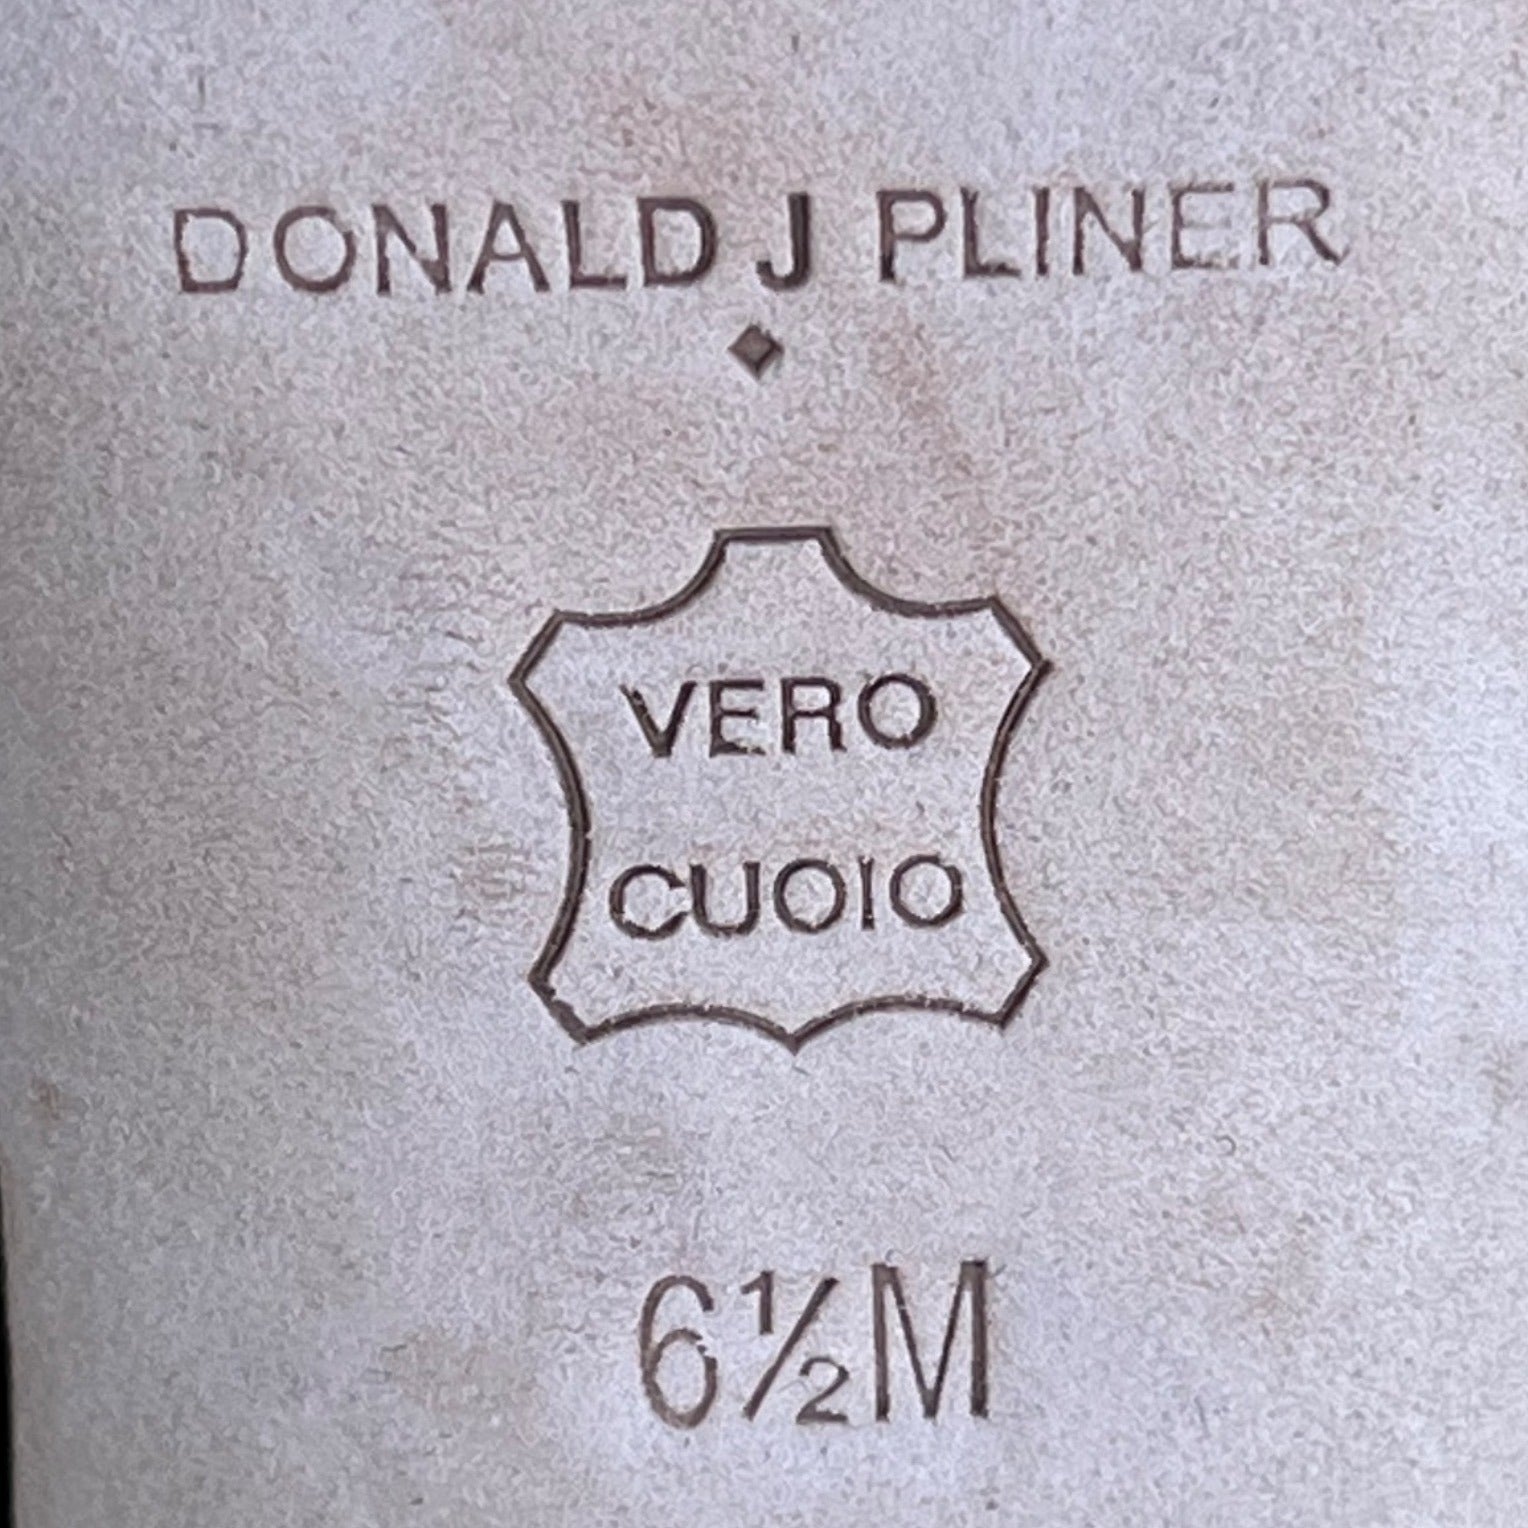 DONALD J PLINER
VERO
CUOIO
6½M